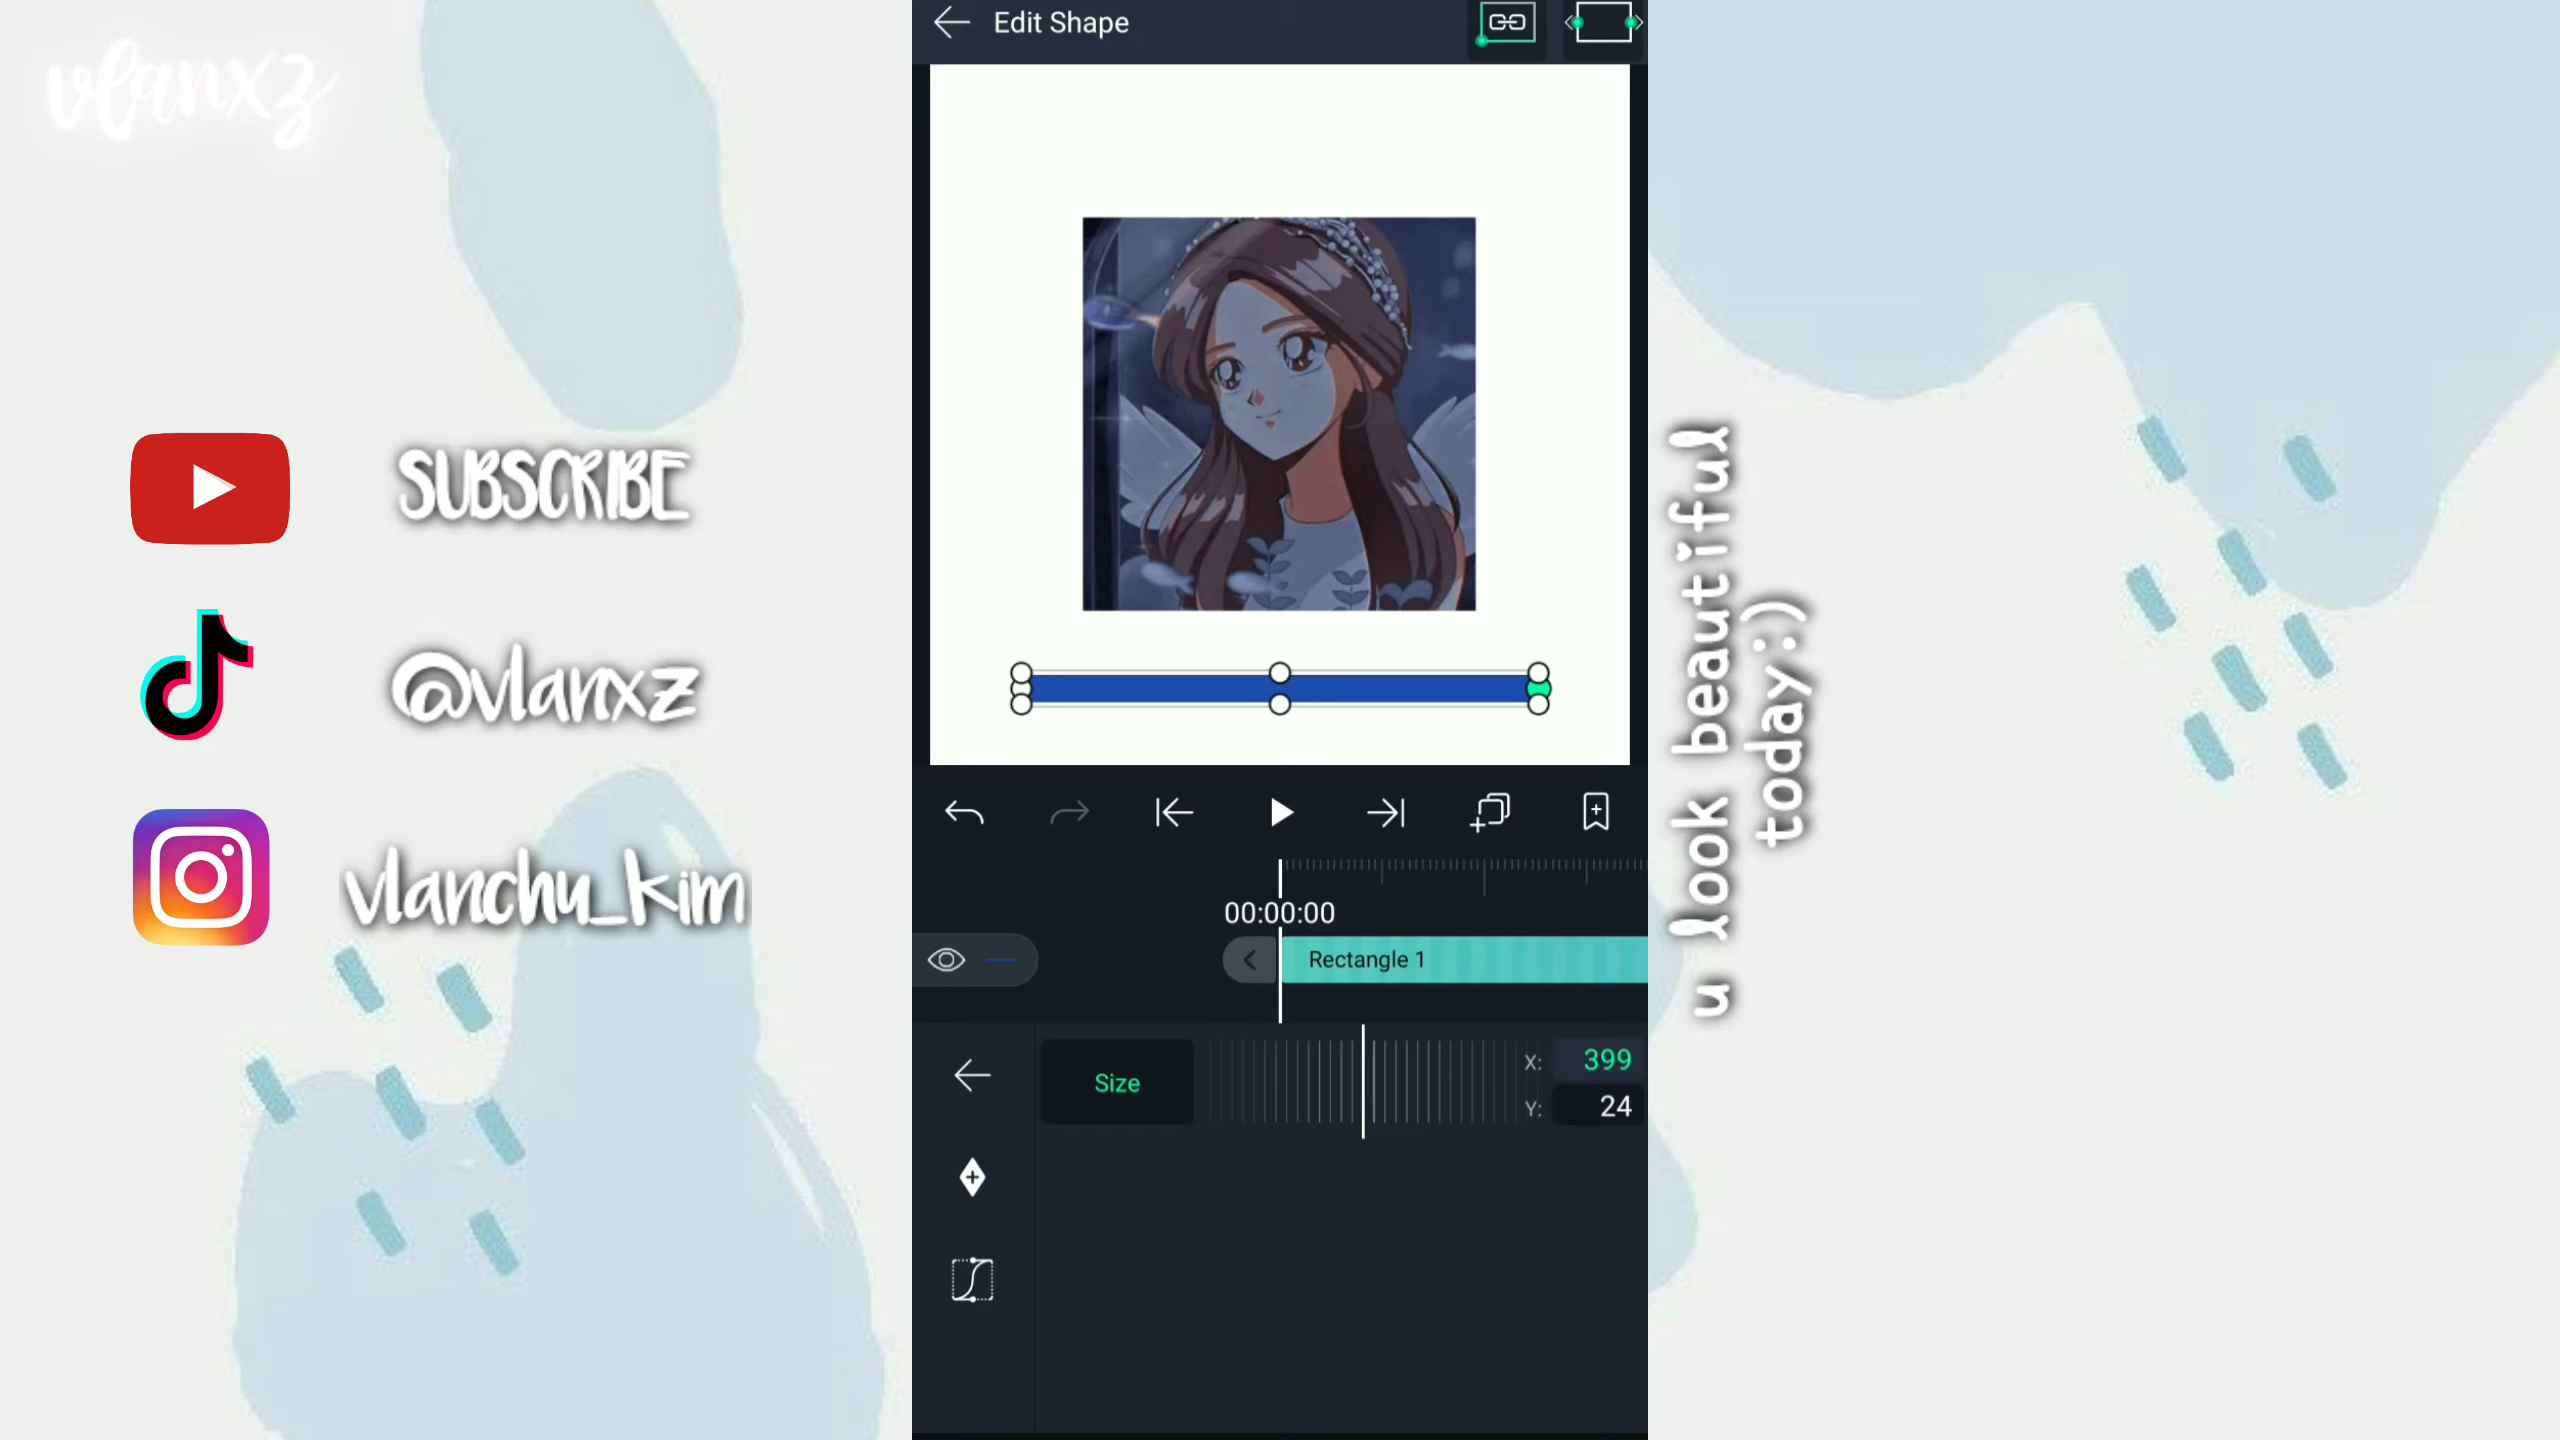 vlanxz
SUBSCRIBE
@vlanxz
vlanchu_kim
Edit Shape
00:00:00
Rectangle 1
Size
X: 399
Y: 24
u look beautiful
today:)